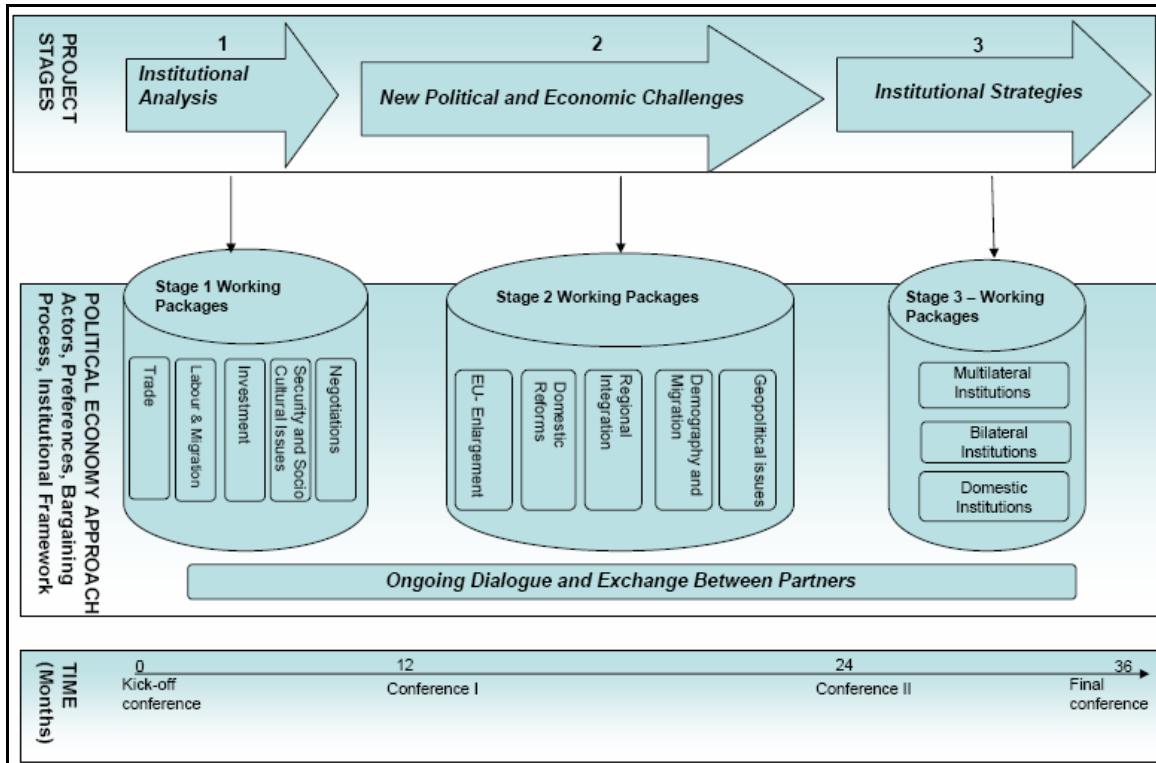 PROJECT
STAGES
1
Institutional
Analysis
2
New Political and Economic Challenges
3
Institutional Strategies
POLITICAL ECONOMY APPROACH
Actors, Preferences, Bargaining
Process, Institutional Framework
Stage 1 Working
Packages
Trade
Labour & Migration
Investment
Security and Socio
Cultural Issues
Negotiations
Stage 2 Working Packages
EU- Enlargement
Domestic
Reforms
Regional
Integration
Demography and
Migration
Geopolitical issues
Stage 3 – Working
Packages
Multilateral
Institutions
Bilateral
Institutions
Domestic
Institutions
Ongoing Dialogue and Exchange Between Partners
TIME
(Months)
0
Kick-off
conference
12
Conference I
24
Conference II
36
Final
conference